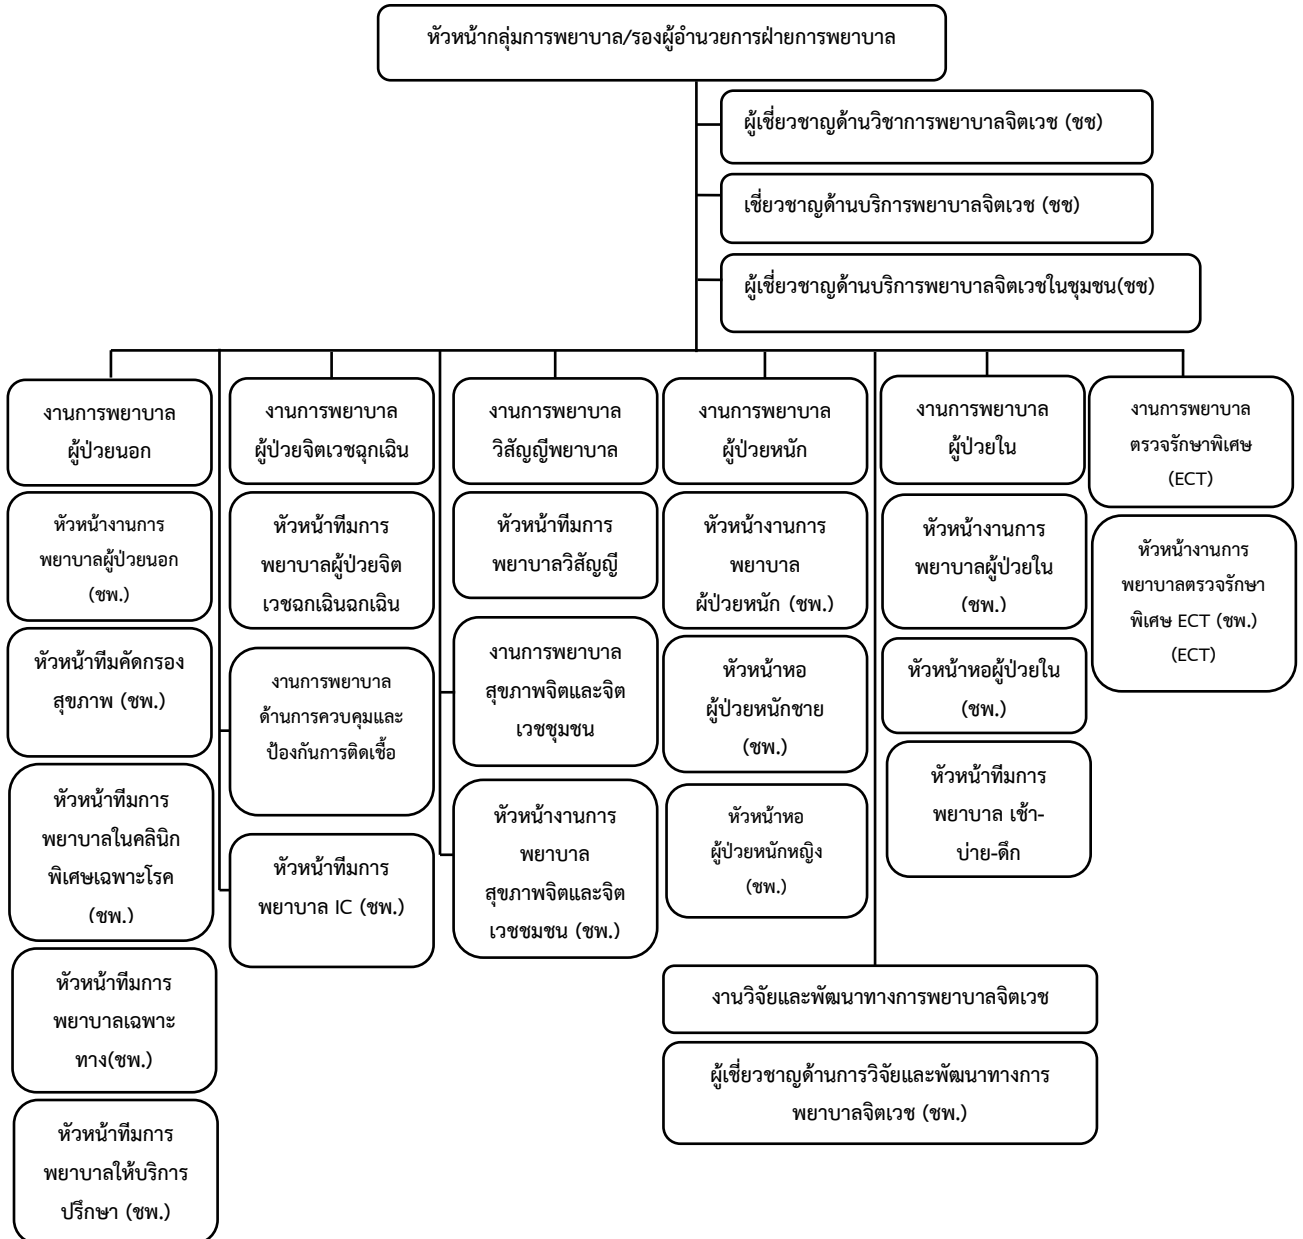 หัวหน้ากลุ่มการพยาบาล/รองผู้อำนวยการฝ่ายการพยาบาล
ผู้เชี่ยวชาญด้านวิชาการพยาบาลจิตเวช (ชช)
เชี่ยวชาญด้านบริการพยาบาลจิตเวช (ชช)
ผู้เชี่ยวชาญด้านบริการพยาบาลจิตเวชในชุมชน(ชช)
งานการพยาบาล
ผู้ป่วยนอก
หัวหน้างานการ
พยาบาลผู้ป่วยนอก
(ชพ.)
หัวหน้าทีมคัดกรอง
สุขภาพ (ชพ.)
หัวหน้าทีมการ
พยาบาลในคลินิก
พิเศษเฉพาะโรค
(ชพ.)
หัวหน้าทีมการ
พยาบาลเฉพาะ
ทาง(ชพ.)
หัวหน้าทีมการ
พยาบาลให้บริการ
ปรึกษา (ชพ.)
งานการพยาบาล
ผู้ป่วยจิตเวชฉุกเฉิน
หัวหน้าทีมการ
พยาบาลผู้ป่วยจิต
เวชฉกเฉินฉกเฉิน
งานการพยาบาล
ด้านการควบคุมและ
ป้องกันการติดเชื้อ
หัวหน้าทีมการ
พยาบาล IC (ชพ.)
งานการพยาบาล
วิสัญญีพยาบาล
หัวหน้าทีมการ
พยาบาลวิสัญญี
งานการพยาบาล
สุขภาพจิตและจิต
เวชชุมชน
หัวหน้างานการ
พยาบาล
สุขภาพจิตและจิต
เวชชมชน (ชพ.)
งานการพยาบาล
ผู้ป่วยหนัก
หัวหน้างานการ
พยาบาล
ผ้ป่วยหนัก (ชพ.)
หัวหน้าหอ
ผู้ป่วยหนักชาย
(ชพ.)
หัวหน้าหอ
ผู้ป่วยหนักหญิง
(ชพ.)
งานการพยาบาล
ผู้ป่วยใน
หัวหน้างานการ
พยาบาลผู้ป่วยใน
(ชพ.)
หัวหน้าหอผู้ป่วยใน
(ชพ.)
หัวหน้าทีมการ
พยาบาล เช้า-
บ่าย-ดึก
งานการพยาบาล
ตรวจรักษาพิเศษ
(ECT)
หัวหน้างานการ
พยาบาลตรวจรักษา
พิเศษ ECT (ชพ.)
(ECT)
งานวิจัยและพัฒนาทางการพยาบาลจิตเวช
ผู้เชี่ยวชาญด้านการวิจัยและพัฒนาทางการ
พยาบาลจิตเวช (ชพ.)